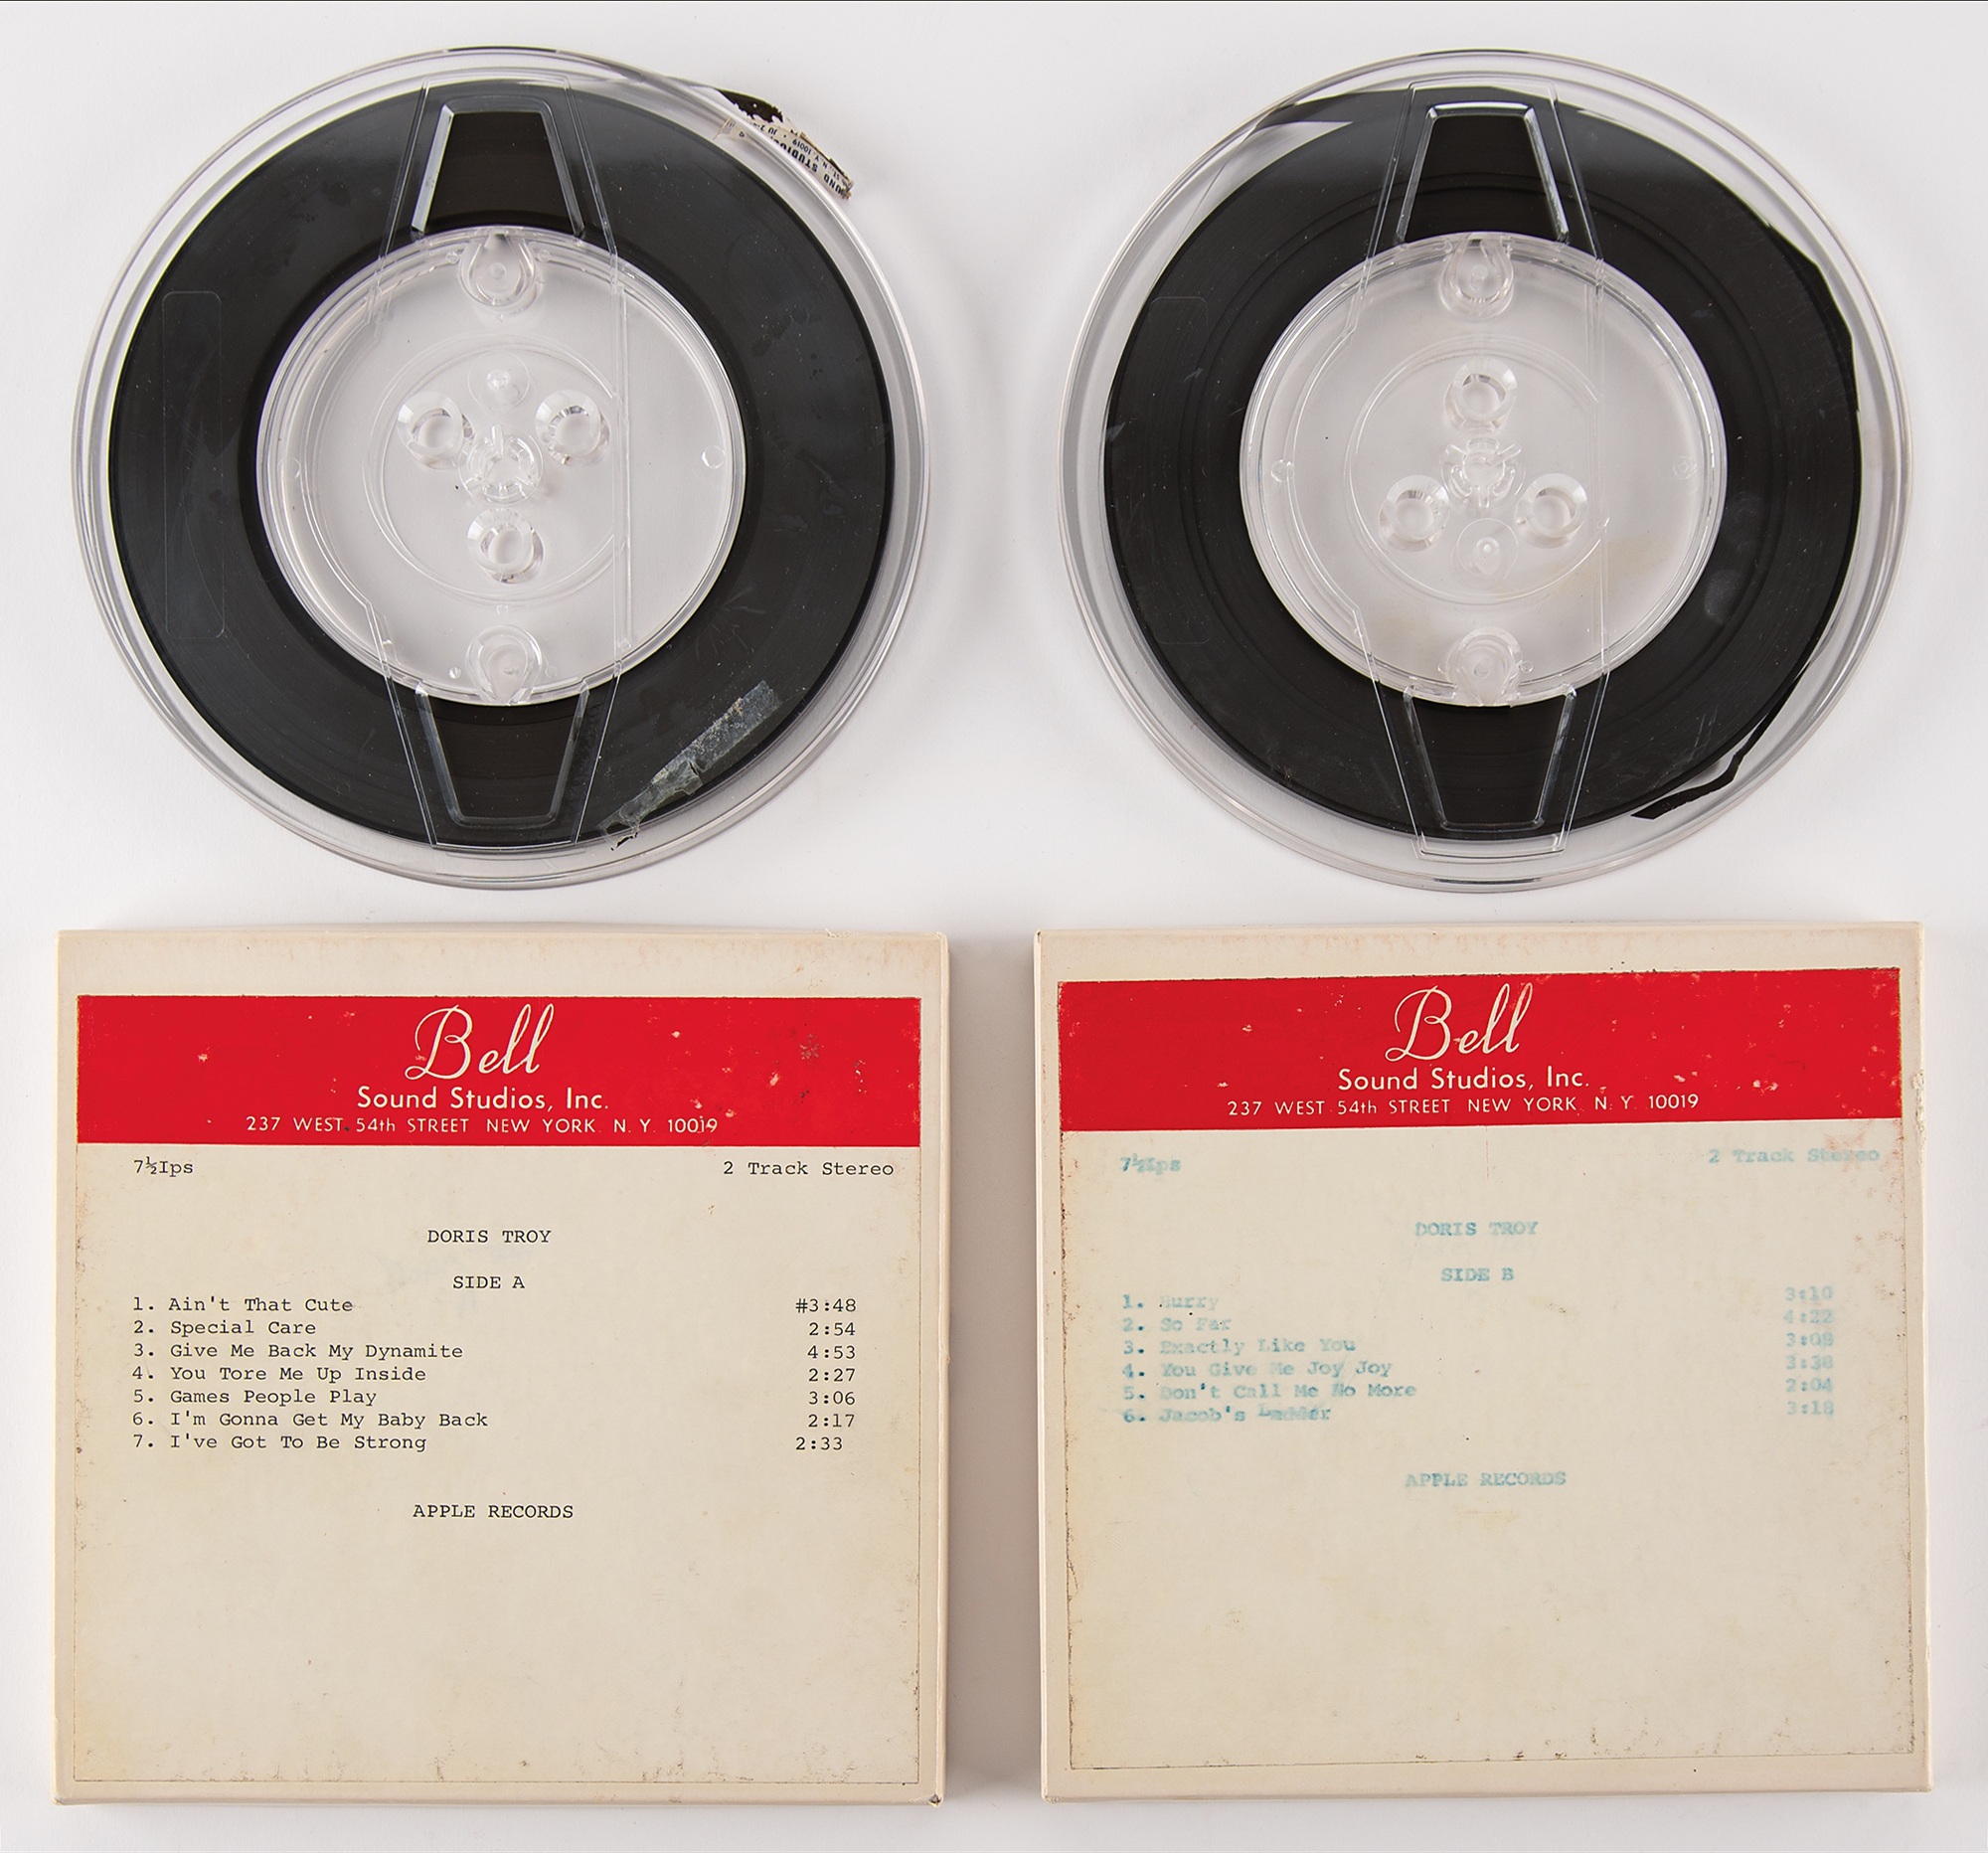 SOUND STUDIOS
N. Y. 10019
Bell
Sound Studios, Inc.
237 WEST 54th STREET NEW YORK N. Y. 10019
7½Ips 2 Track Stereo
DORIS TROY
SIDE A
1. Ain't That Cute #3:48
2. Special Care 2:54
3. Give Me Back My Dynamite 4:53
4. You Tore Me Up Inside 2:27
5. Games People Play 3:06
6. I'm Gonna Get My Baby Back 2:17
7. I've Got To Be Strong 2:33
APPLE RECORDS
Bell
Sound Studios, Inc.
237 WEST 54th STREET NEW YORK N. Y. 10019
7½Ips 2 Track Stereo
DORIS TROY
SIDE B
1. Hurry 3:10
2. So Far 4:22
3. Exactly Like You 3:08
4. You Give Me Joy Joy 3:38
5. Don't Call Me No More 2:04
6. Jacob's Ladder 3:18
APPLE RECORDS